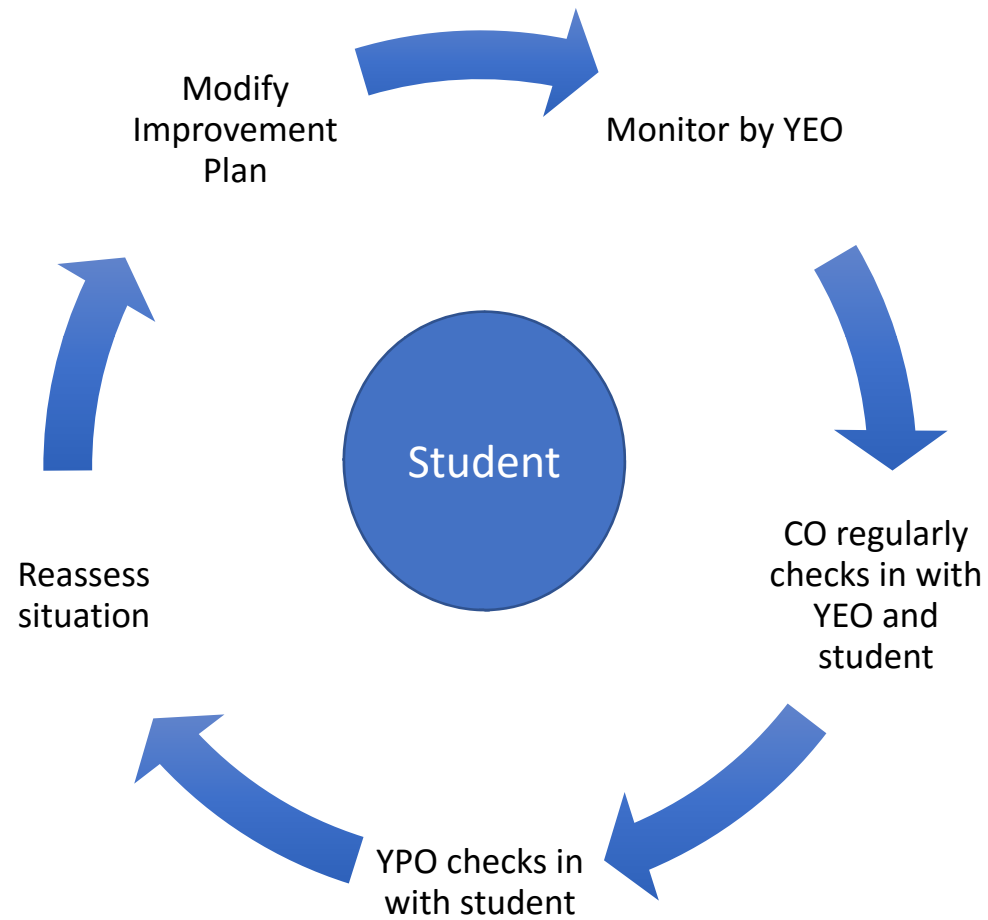 Modify
Improvement
Plan
Monitor by YEO
Student
CO regularly
checks in with
YEO and
student
Reassess
situation
YPO checks in
with student